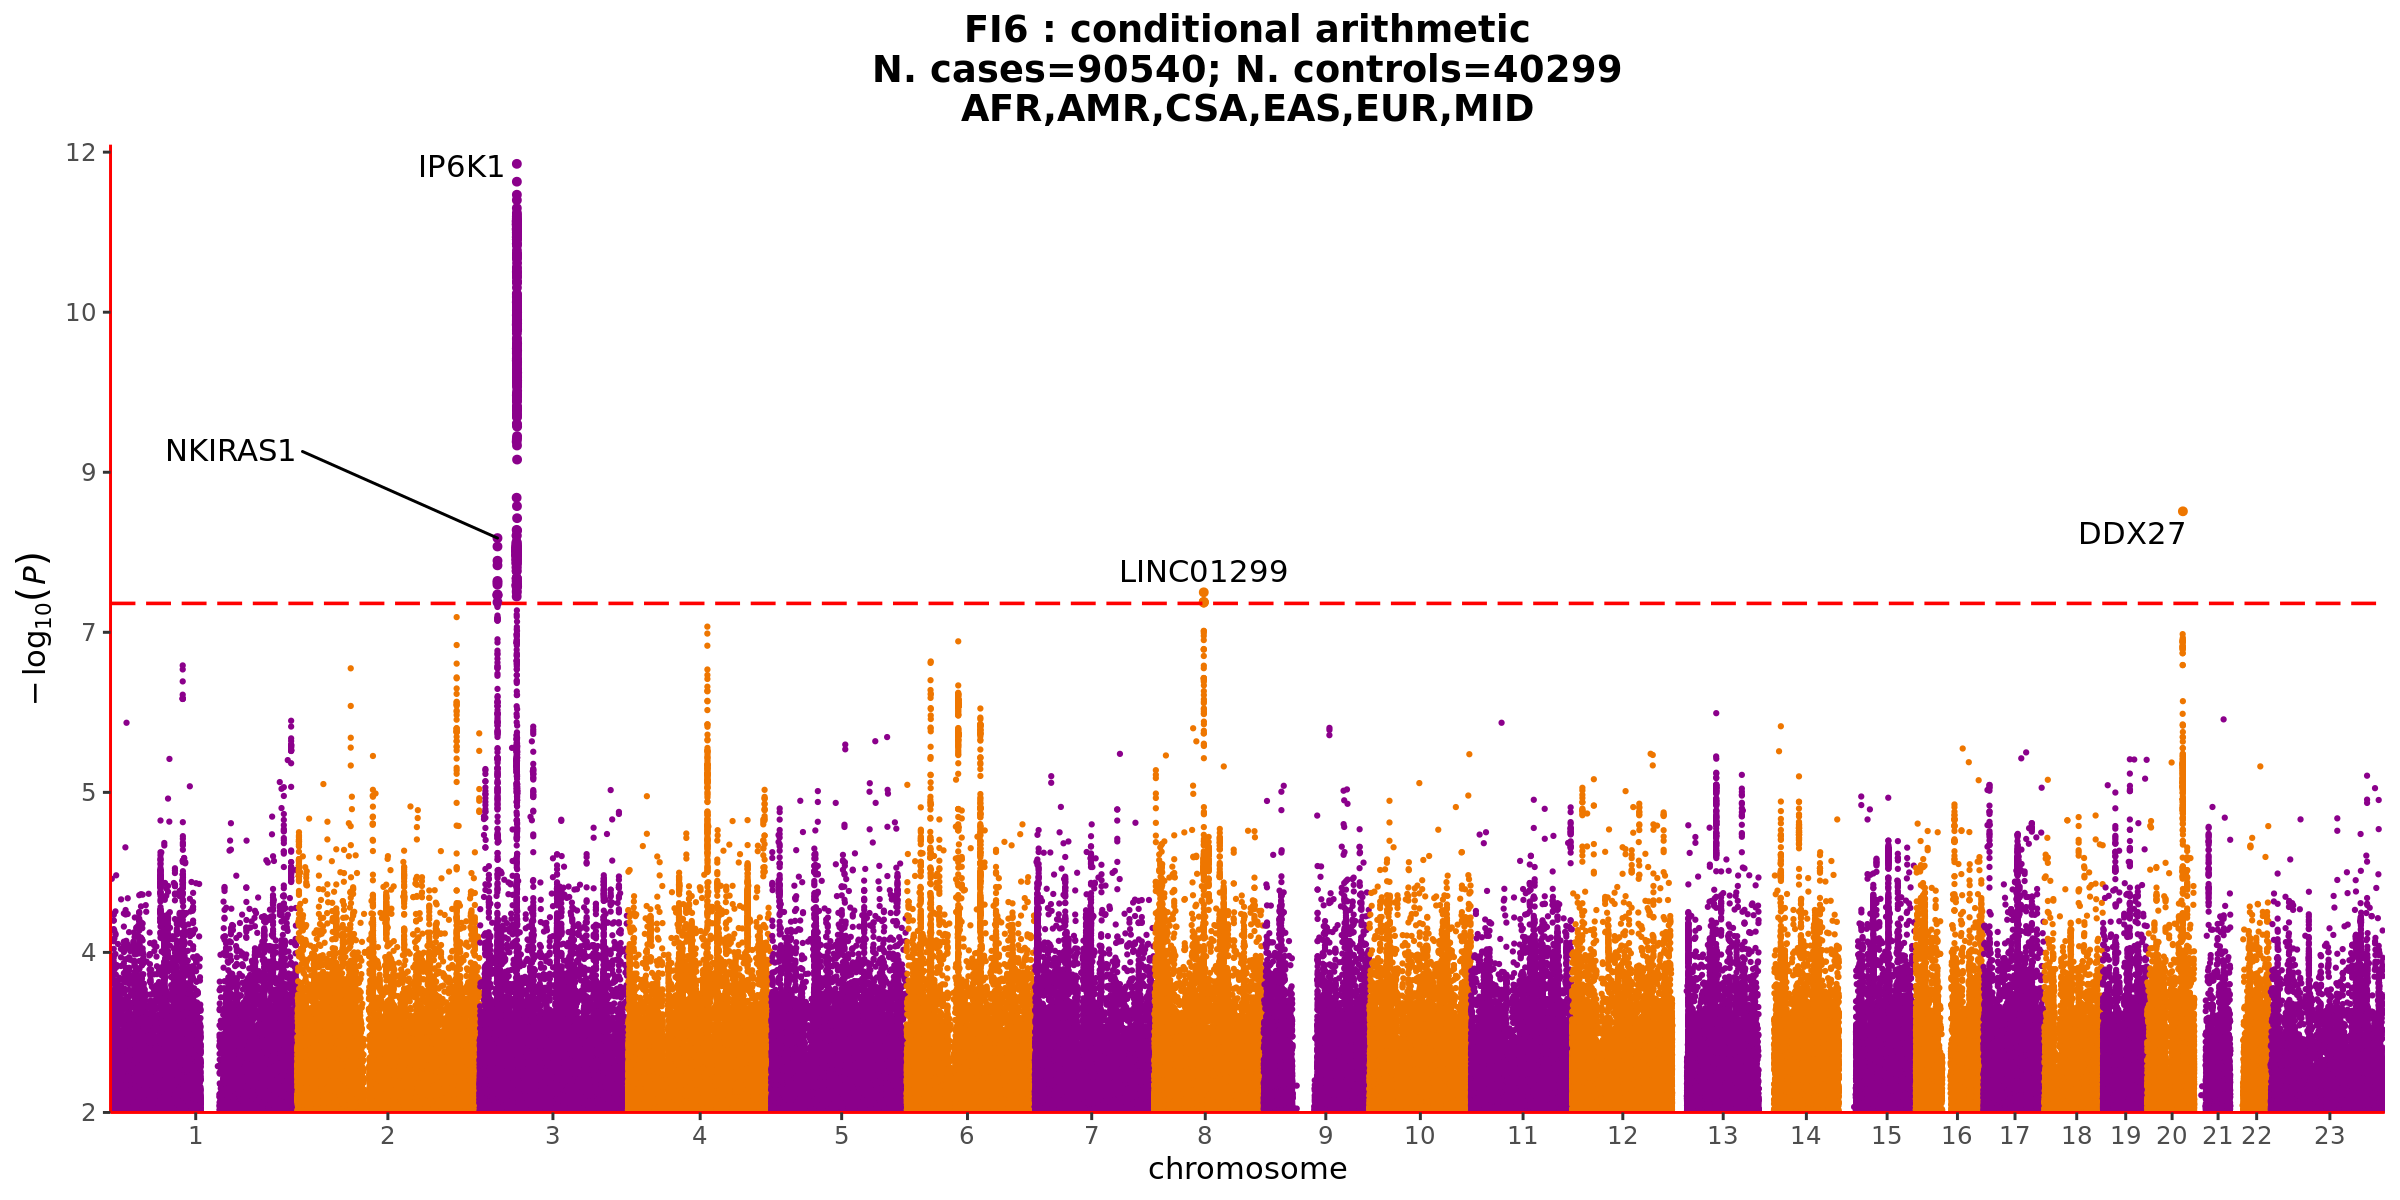 FI6 : conditional arithmetic
N. cases=90540; N. controls=40299
AFR,AMR,CSA,EAS,EUR,MID
12
IP6K1
10
NKIRAS1
9
DDX27
LINC01299
7
−log10(P)
5
4
2
1 2 3 4 5 6 7 8 9 10 11 12 13 14 15 16 17 18 19 20 21 22 23
chromosome